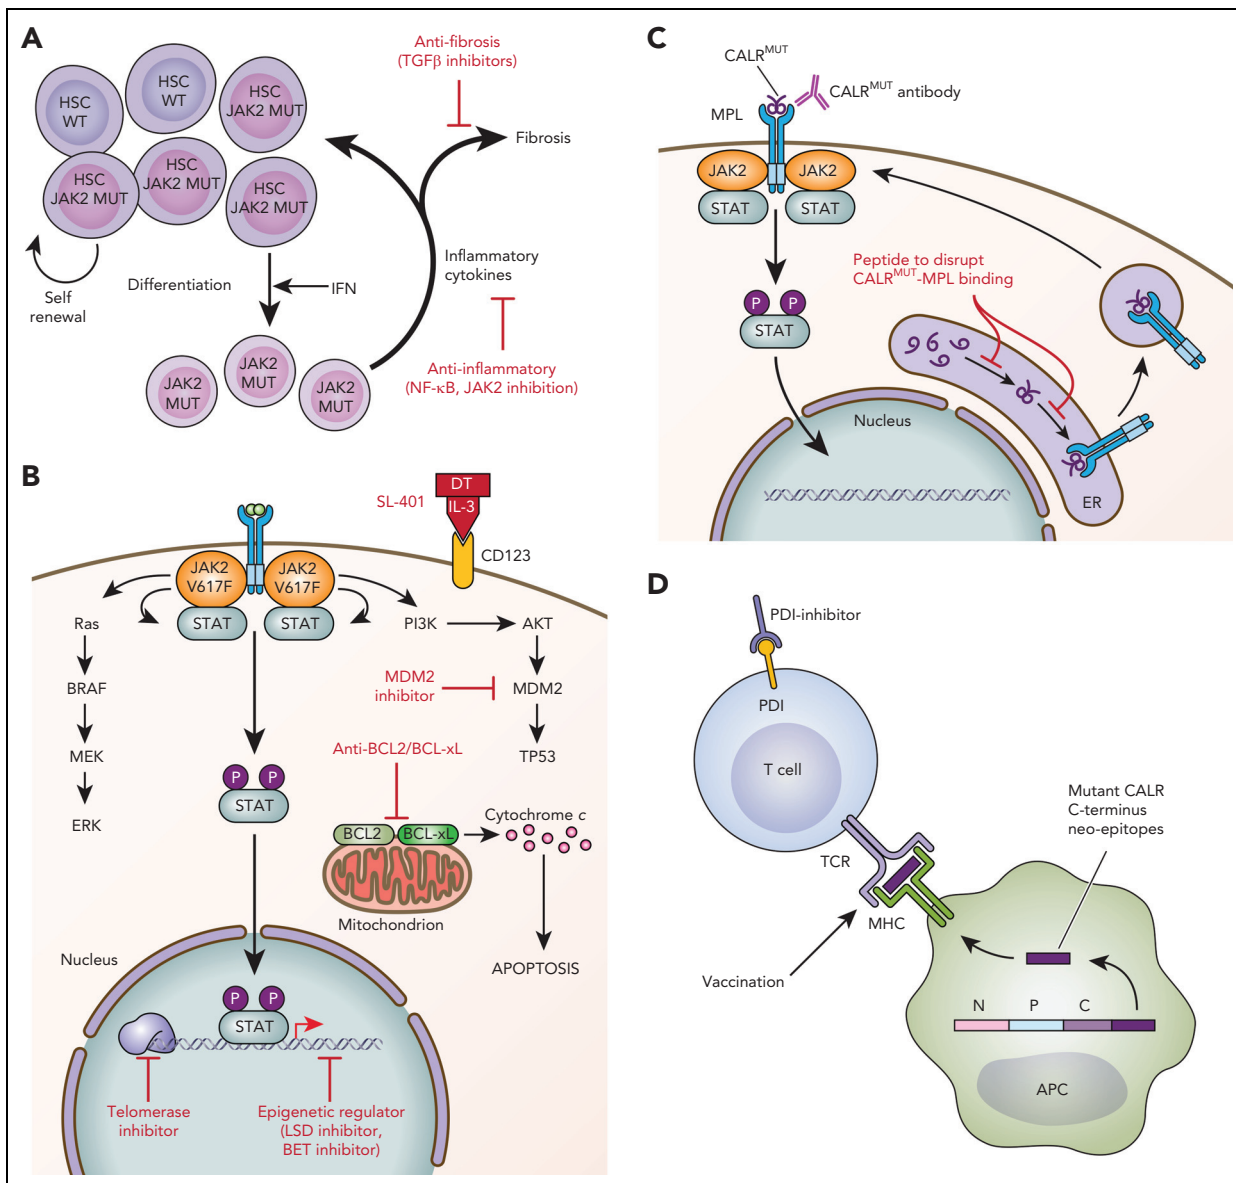 A
HSC
WT
HSC
WT
HSC
JAK2 MUT
HSC
JAK2 MUT
HSC
JAK2 MUT
HSC
JAK2 MUT
Self
renewal
Differentiation
IFN
JAK2
MUT
JAK2
MUT
JAK2
MUT
Anti-fibrosis
(TGFβ inhibitors)
Fibrosis
Inflammatory
cytokines
Anti-inflammatory
(NF-κB, JAK2 inhibition)
B
SL-401
DT
IL-3
CD123
JAK2
V617F
JAK2
V617F
STAT
STAT
Ras
BRAF
MEK
ERK
PI3K
AKT
MDM2
inhibitor
MDM2
TP53
P
P
STAT
Anti-BCL2/BCL-xL
BCL2
BCL-xL
Cytochrome c
Mitochondrion
APOPTOSIS
Nucleus
P
P
STAT
Telomerase
inhibitor
Epigenetic regulator
(LSD inhibitor,
BET inhibitor)
C
CALRMUT
CALRMUT antibody
MPL
JAK2
JAK2
STAT
STAT
P
P
STAT
Peptide to disrupt
CALRMUT-MPL binding
Nucleus
ER
D
PDI-inhibitor
PDI
T cell
TCR
MHC
Vaccination
Mutant CALR
C-terminus
neo-epitopes
N
P
C
APC